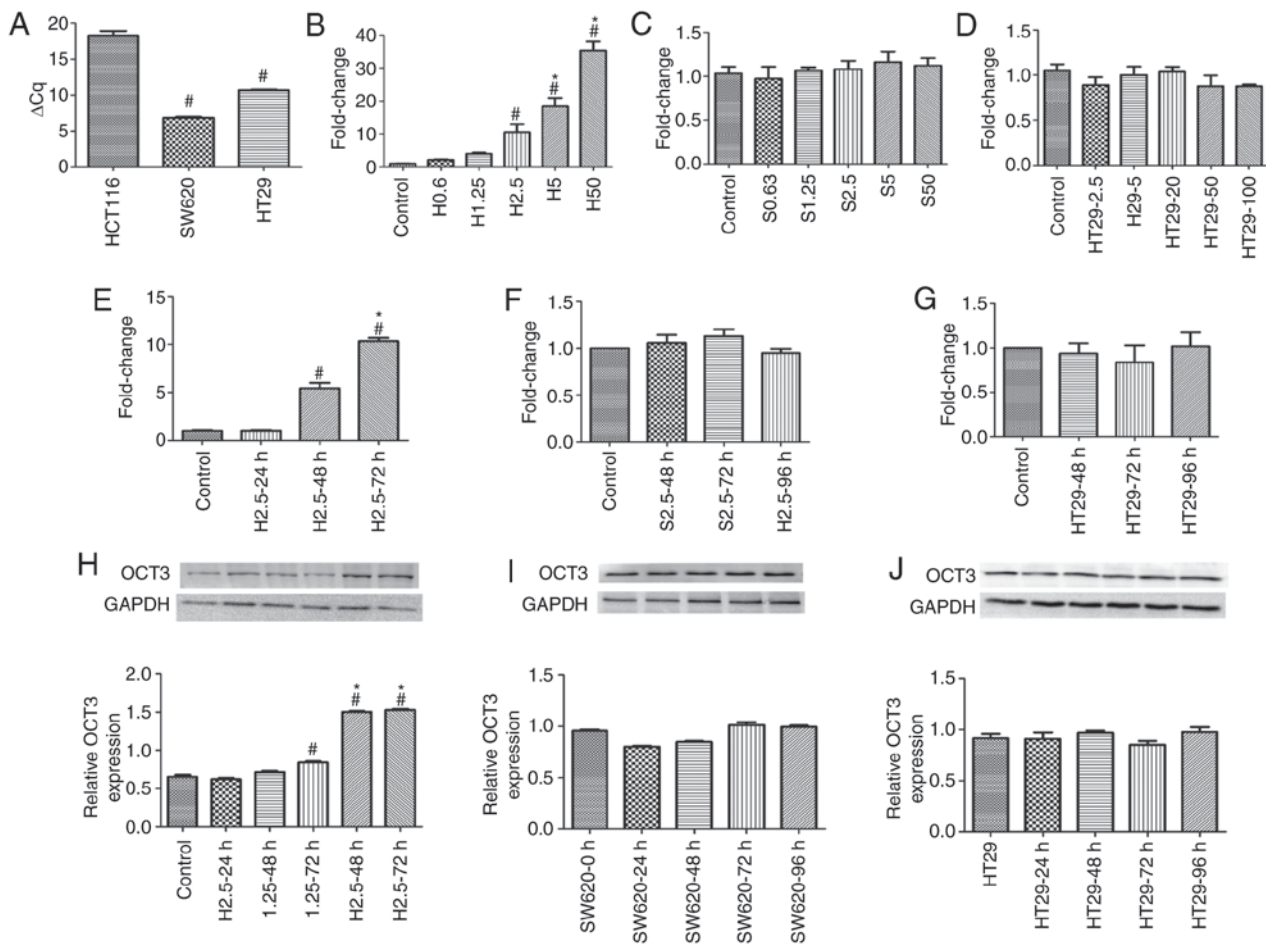 A
20
15
10
5
0
ΔCq
#
#
HCT116
SW620
HT29
B
40
30
20
10
0
Fold-change
#
*
#
*
#
Control
H0.6
H1.25
H2.5
H5
H50
C
1.5
1.0
0.5
0.0
Fold-change
Control
S0.63
S1.25
S2.5
S5
S50
D
1.5
1.0
0.5
0.0
Fold-change
Control
HT29-2.5
H29-5
HT29-20
HT29-50
HT29-100
E
15
10
5
0
Fold-change
#
*
#
Control
H2.5-24 h
H2.5-48 h
H2.5-72 h
F
1.5
1.0
0.5
0.0
Fold-change
Control
S2.5-48 h
S2.5-72 h
H2.5-96 h
G
1.5
1.0
0.5
0.0
Fold-change
Control
HT29-48 h
HT29-72 h
HT29-96 h
H
OCT3
GAPDH
2.0
1.5
1.0
0.5
0.0
Relative OCT3
expression
#
*
#
*
#
Control
H2.5-24 h
1.25-48 h
1.25-72 h
H2.5-48 h
H2.5-72 h
I
OCT3
GAPDH
1.5
1.0
0.5
0.0
Relative OCT3
expression
SW620-0 h
SW620-24 h
SW620-48 h
SW620-72 h
SW620-96 h
J
OCT3
GAPDH
1.5
1.0
0.5
0.0
Relative OCT3
expression
HT29
HT29-24 h
HT29-48 h
HT29-72 h
HT29-96 h